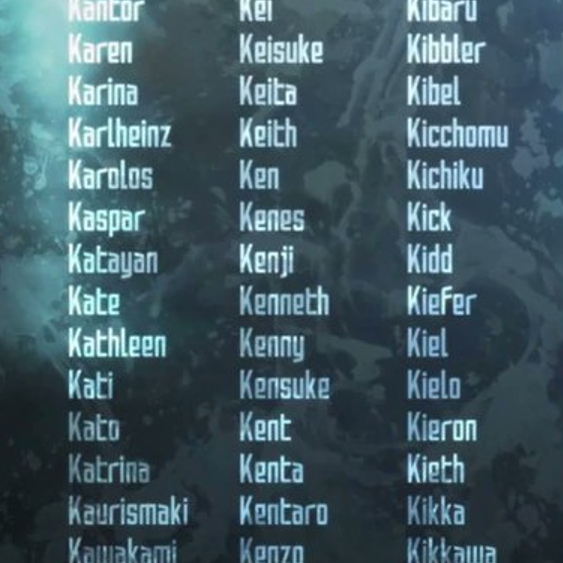 Kantor Kei Kibaru
Karen Keisuke Kibbler
Karina Keita Kibel
Karlheinz Keith Kicchomu
Karolos Ken Kichiku
Kaspar Kenes Kick
Katayan Kenji Kidd
Kate Kenneth Kiefer
Kathleen Kenny Kiel
Kati Kensuke Kielo
Kato Kent Kieron
Katrina Kenta Kieth
Kaurismaki Kentaro Kikka
Kawakami Kenzo Kikkawa